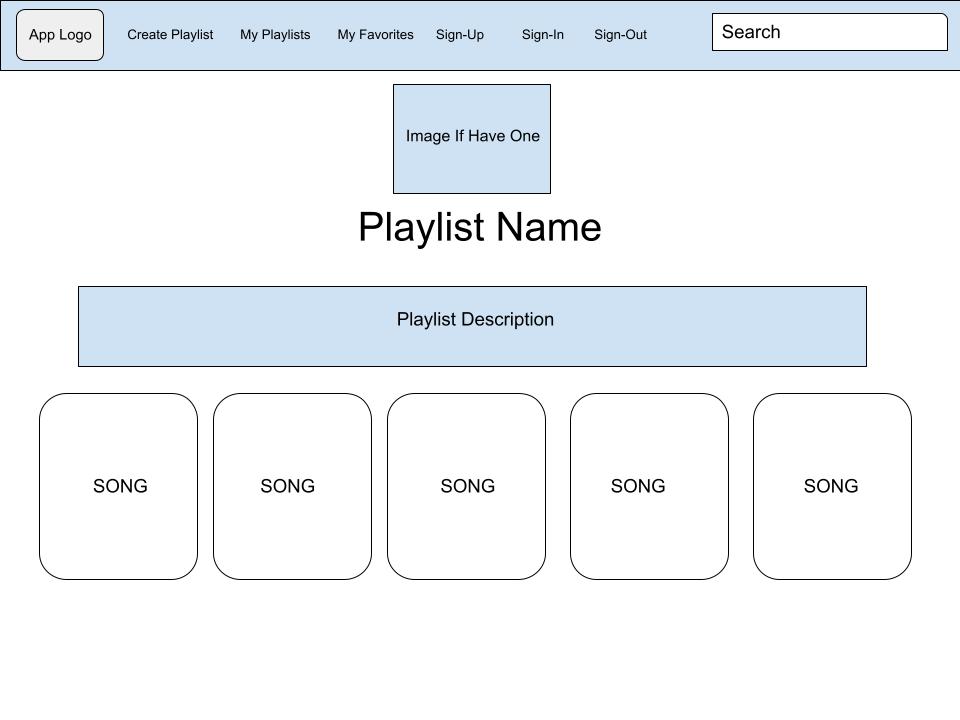 App Logo
Create Playlist
My Playlists
My Favorites
Sign-Up
Sign-In
Sign-Out
Search
Image If Have One
Playlist Name
Playlist Description
SONG
SONG
SONG
SONG
SONG